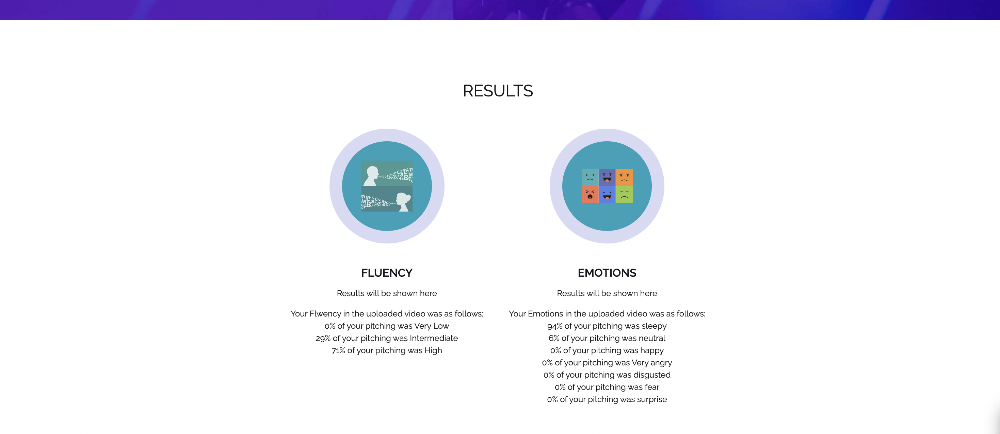 RESULTS
FLUENCY
Results will be shown here
Your Flwency in the uploaded video was as follows:
0% of your pitching was Very Low
29% of your pitching was Intermediate
71% of your pitching was High
EMOTIONS
Results will be shown here
Your Emotions in the uploaded video was as follows:
94% of your pitching was sleepy
6% of your pitching was neutral
0% of your pitching was happy
0% of your pitching was Very angry
0% of your pitching was disgusted
0% of your pitching was fear
0% of your pitching was surprise